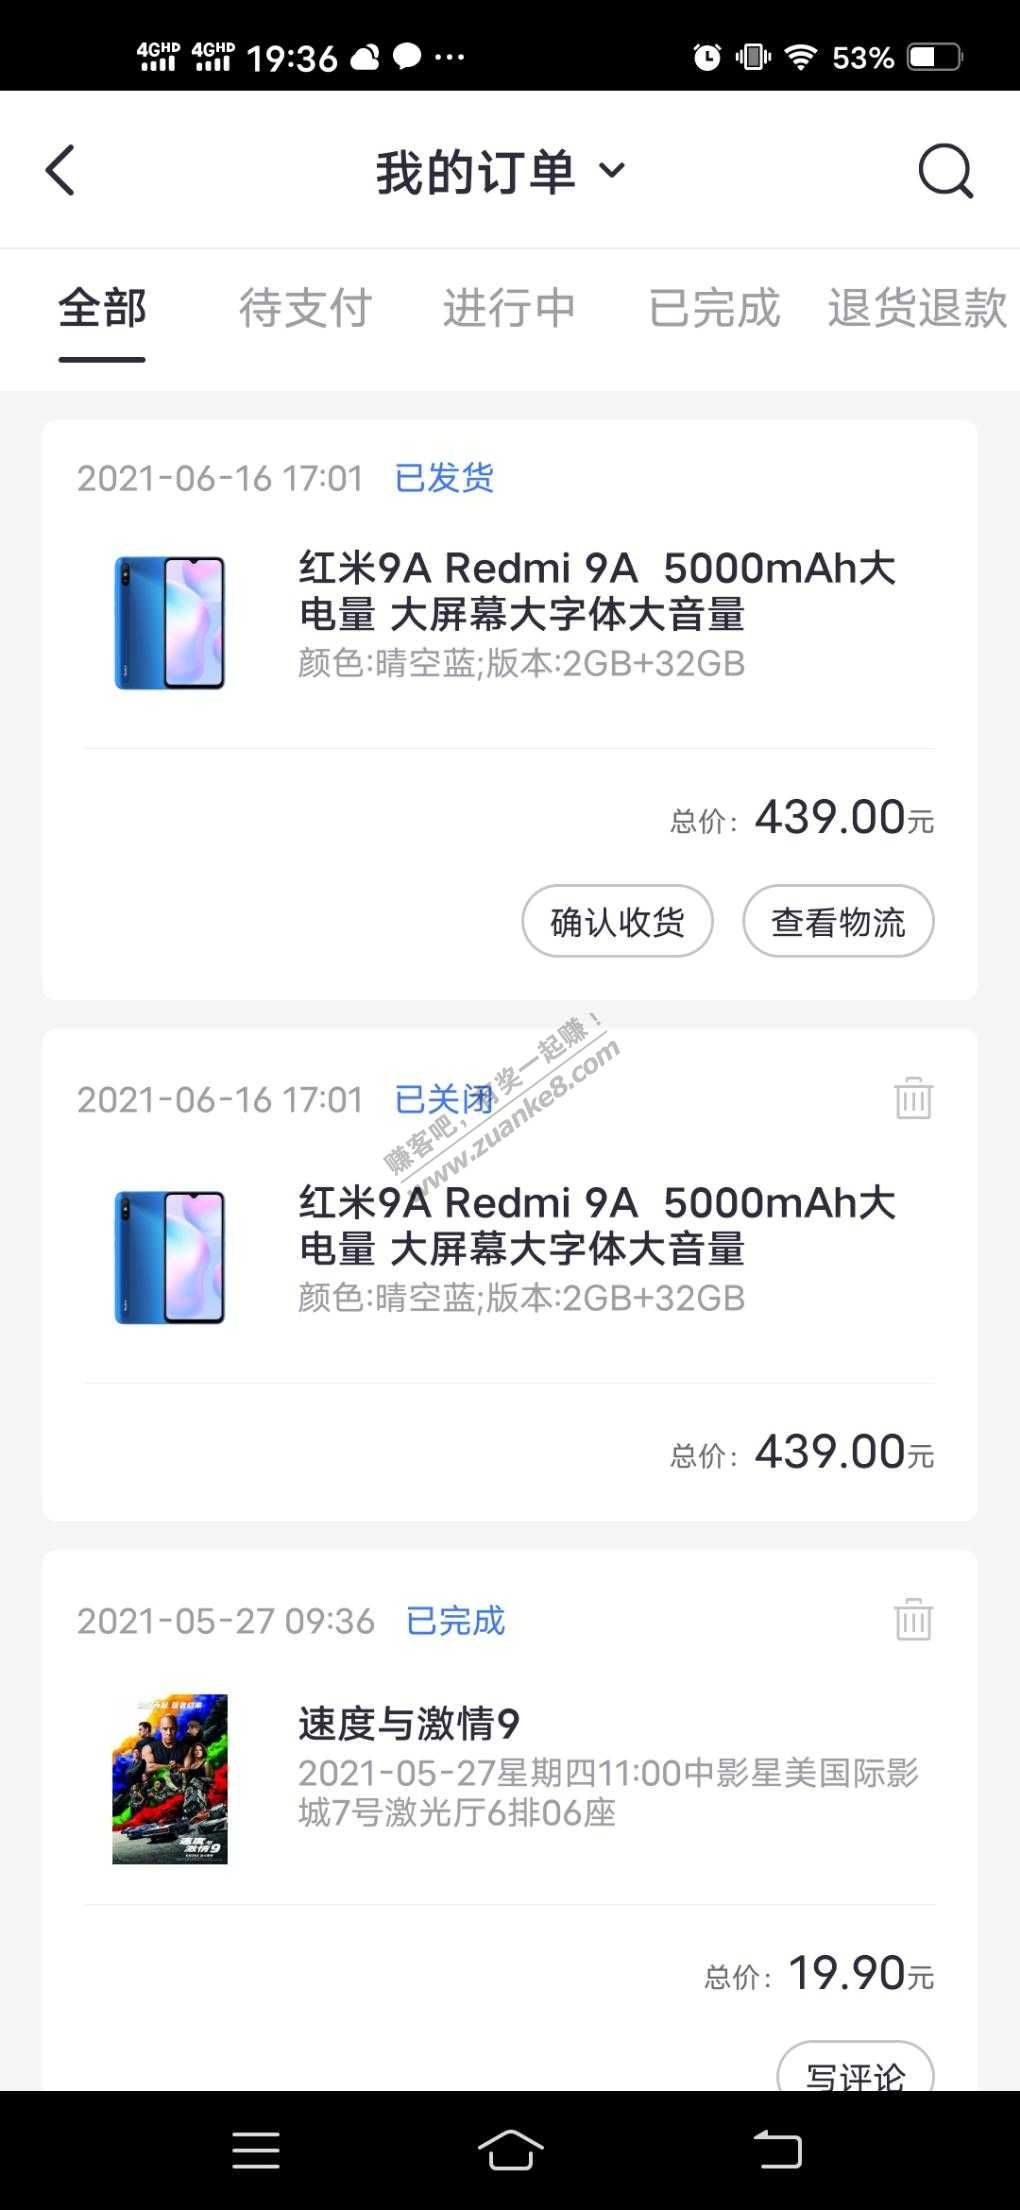 4GHD 4GHD 19:36 ··· 53%
我的订单
全部 待支付 进行中 已完成 退货退款
2021-06-16 17:01 已发货
红米9A Redmi 9A 5000mAh大
电量 大屏幕大字体大音量
颜色:晴空蓝;版本:2GB+32GB
总价: 439.00元
确认收货 查看物流
2021-06-16 17:01 已关闭
赚客吧,有奖一起赚!
www.zuanke8.com
红米9A Redmi 9A 5000mAh大
电量 大屏幕大字体大音量
颜色:晴空蓝;版本:2GB+32GB
总价: 439.00元
2021-05-27 09:36 已完成
速度与激情9
2021-05-27星期四11:00中影星美国际影
城7号激光厅6排06座
速度与
激情9
总价: 19.90元
写评论